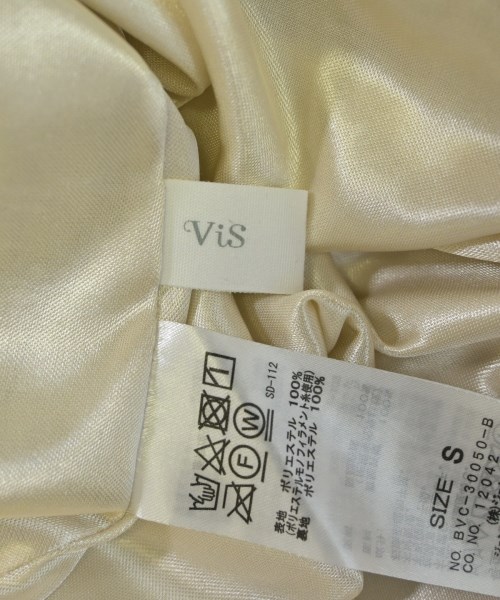 ViS
SD-112
表地 ポリエステル 100%
(ポリエステルモノフィラメント糸使用)
裏地 ポリエステル 100%
SIZE S
NO. BVC-30050-B
CO. NO. 12042